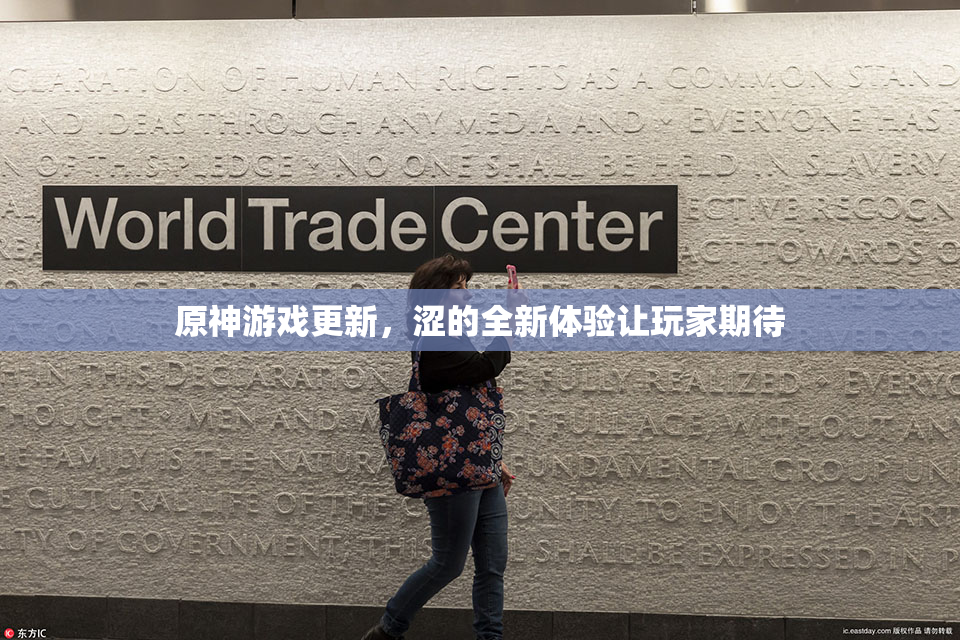 CLARATION OF HUMAN RIGHTS AS A COMMON STAND
AND IDEAS THROUGH ANY MEDIA AND EVERYONE HAS T
N OF THIS PLEDGE NO ONE SHALL BE HELD IN SLAVERY
World Trade Center
ECTIVE RECOGN
ACT TOWARDS O
原神游戏更新，涩的全新体验让玩家期待
H IN THIS DECLARATION FULLY REALIZED EVERYO
THOUGHT MEN AND OF FULL AGE, WITHO
E FAMILY IS THE NATURA FUNDAMENTAL GROUP
E CULTURAL LIFE OF THE UNITY, TO ENJOY THE ART
TY OF GOVERNMENT; THIS SHALL BE EXPRESSED IN P
东方IC
ic.eastday.com 版权作品 请勿转载